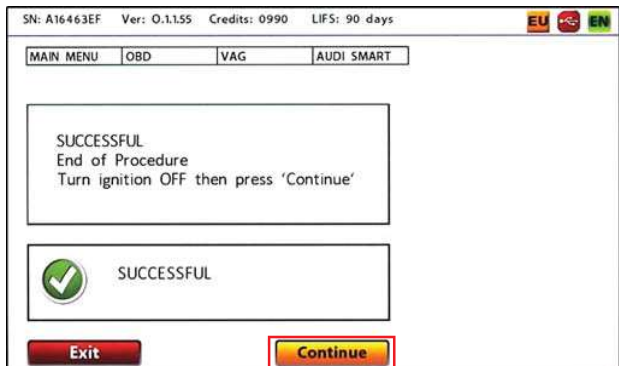 SN: A16463EF Ver: 0.1.1.55 Credits: 0990 LIFS: 90 days EU EN
MAIN MENU OBD VAG AUDI SMART
SUCCESSFUL
End of Procedure
Turn ignition OFF then press 'Continue'
SUCCESSFUL
Exit Continue